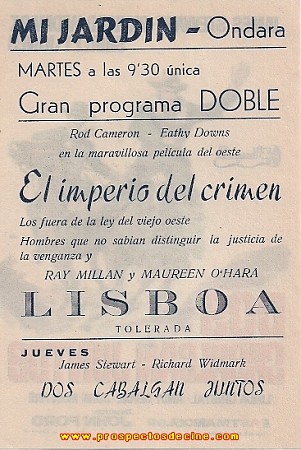 MI JARDIN - Ondara
MARTES a las 9'30 única
Gran programa DOBLE
Rod Cameron - Eathy Downs
en la maravillosa película del oeste
El imperio del crimen
Los fuera de la ley del viejo oeste
Hombres que no sabian distinguir la justicia de
la venganza y
RAY MILLAN y MAUREEN O'HARA
LISBOA
TOLERADA
JUEVES
James Stewart - Richard Widmark
DOS CABALGAN JUNTOS
www.prospectosdecine.com